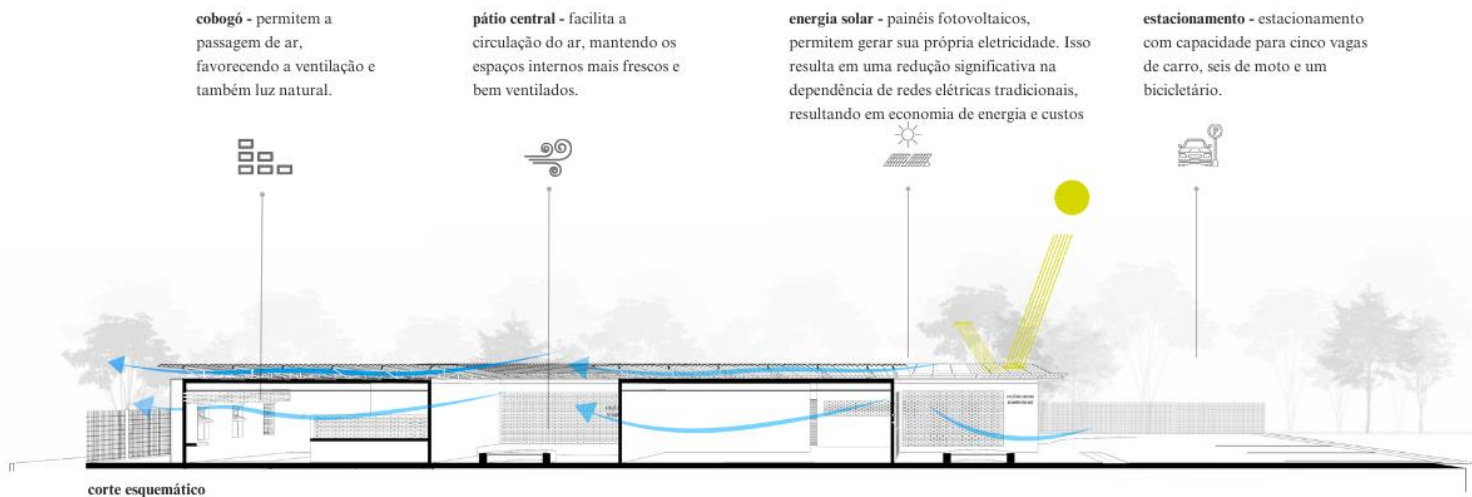 cobogó - permitem a
passagem de ar,
favorecendo a ventilação e
também luz natural.
pátio central - facilita a
circulação do ar, mantendo os
espaços internos mais frescos e
bem ventilados.
energia solar - painéis fotovoltaicos,
permitem gerar sua própria eletricidade. Isso
resulta em uma redução significativa na
dependência de redes elétricas tradicionais,
resultando em economia de energia e custos
estacionamento - estacionamento
com capacidade para cinco vagas
de carro, seis de moto e um
bicicletário.
P
corte esquemático